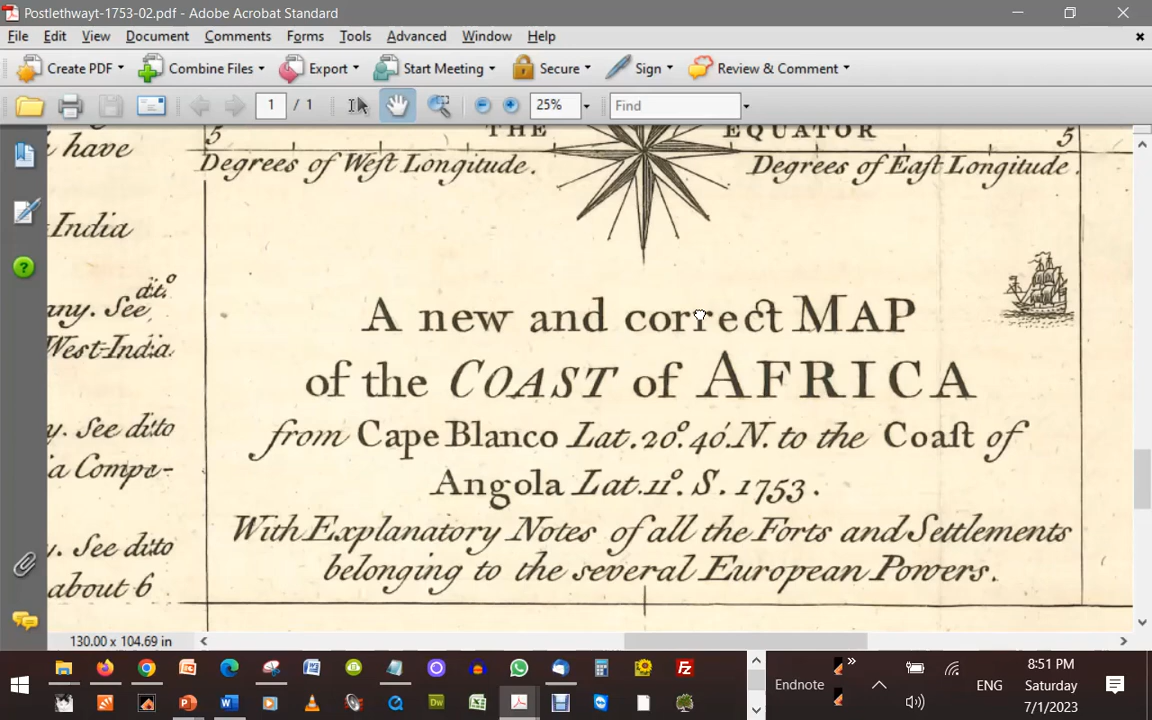 Postlethwayt-1753-02.pdf - Adobe Acrobat Standard
File Edit View Document Comments Forms Tools Advanced Window Help
Create PDF Combine Files Export Start Meeting Secure Sign Review & Comment
1 / 1 25% Find
THE EQUATOR
5 5
Degrees of West Longitude. Degrees of East Longitude.
have
India
dito.
any. See
West-India
y. See ditto
ia Compa-
y. See ditto
about 6
A new and correct MAP
of the COAST of AFRICA
from Cape Blanco Lat. 20°. 40'. N. to the Coast of
Angola Lat. 11°. S. 1753.
With Explanatory Notes of all the Forts and Settlements
belonging to the several European Powers.
130.00 x 104.69 in
Endnote
ENG
8:51 PM
Saturday
7/1/2023